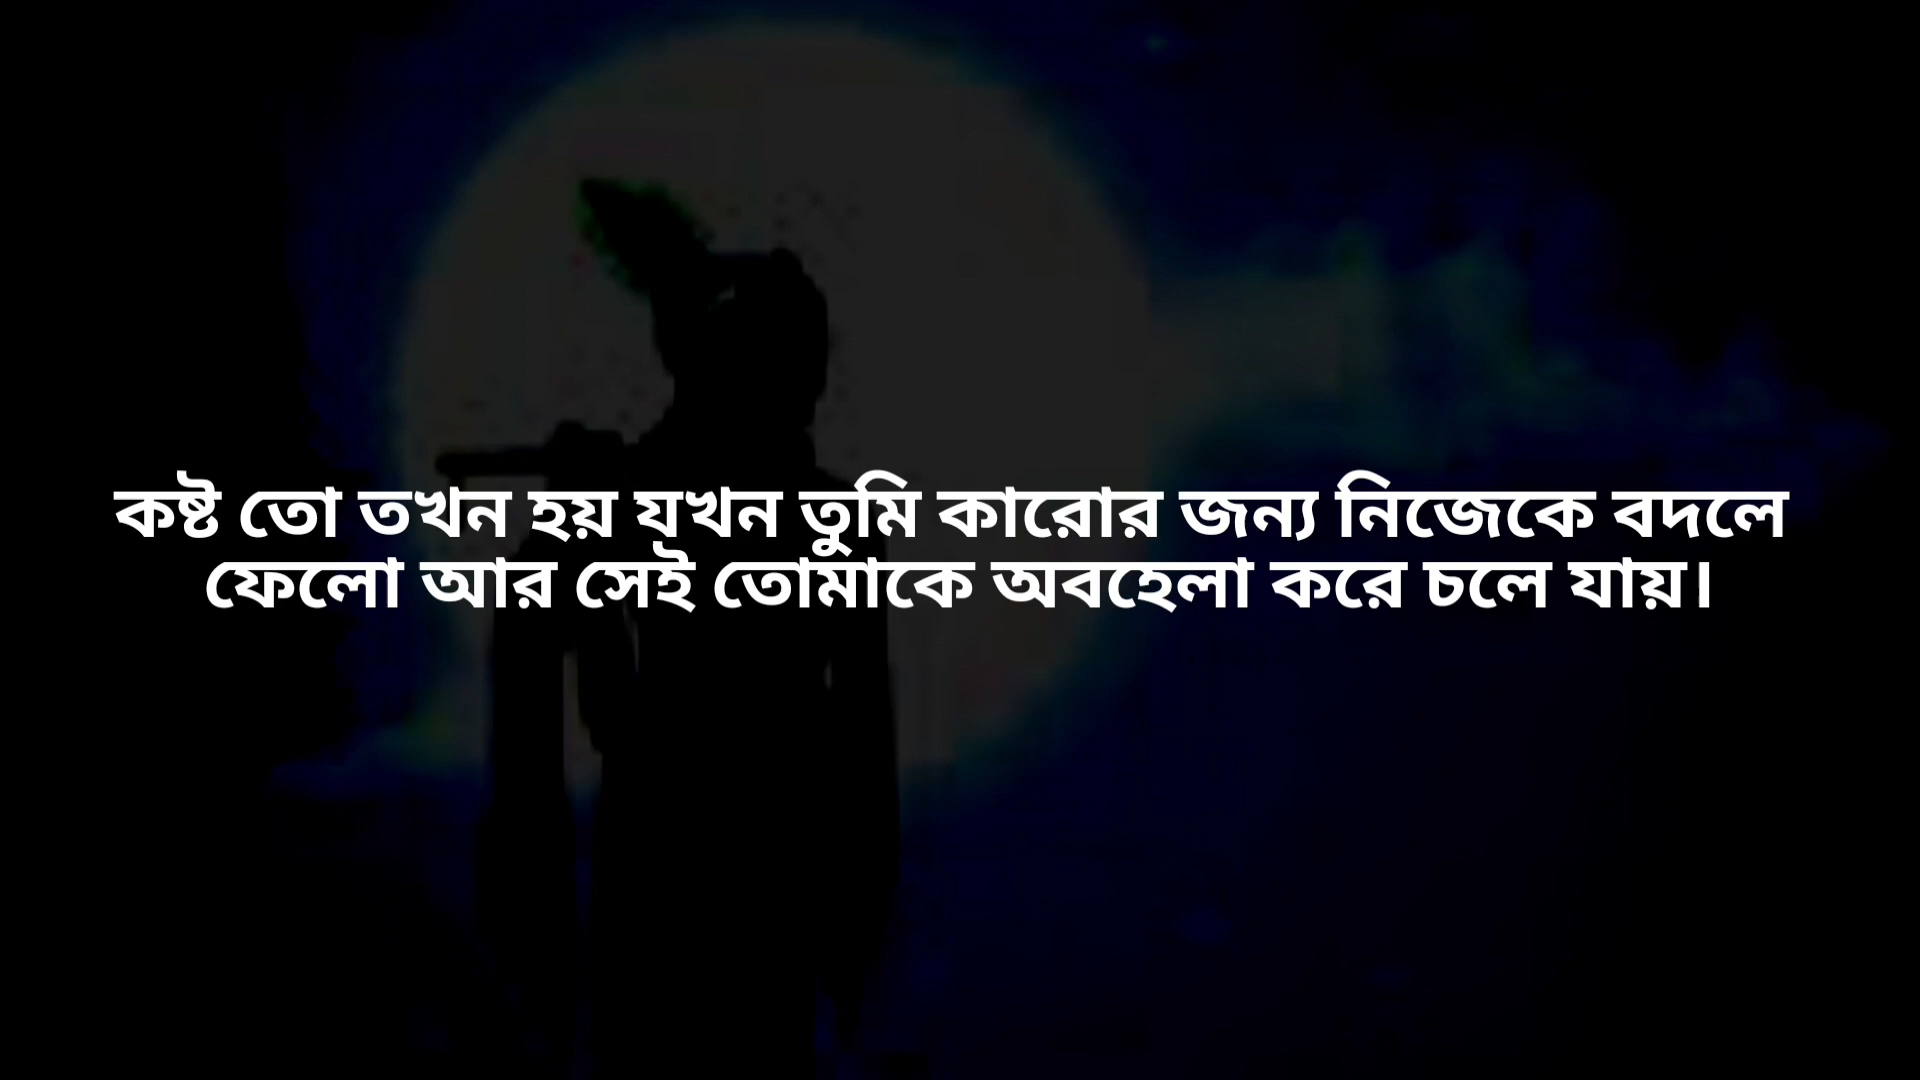 কষ্ট তো তখন হয় যখন তুমি কারোর জন্য নিজেকে বদলে
ফেলো আর সেই তোমাকে অবহেলা করে চলে যায়।